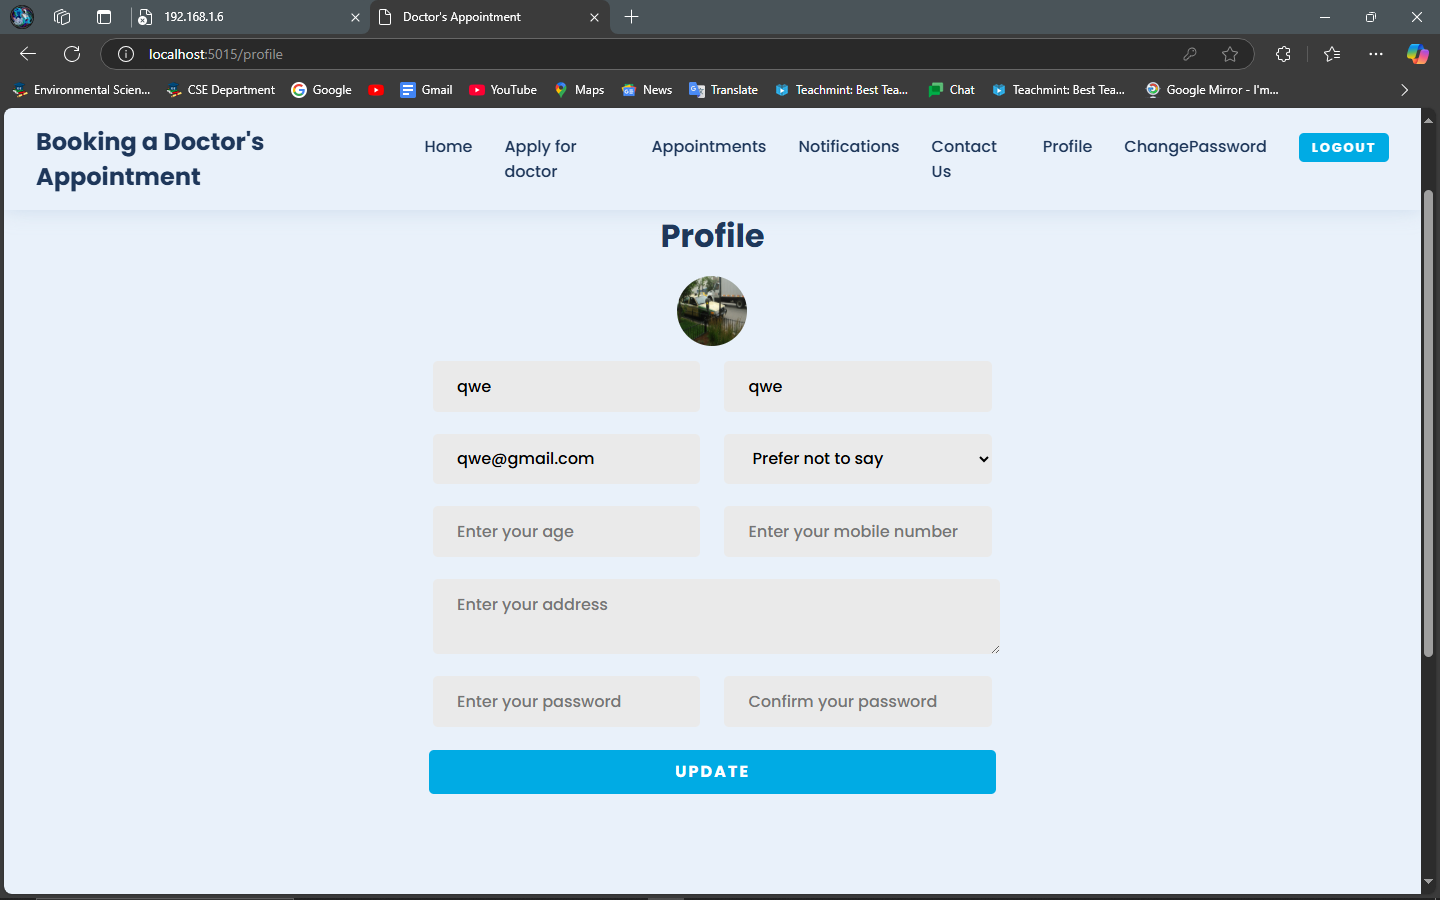 192.168.1.6
Doctor's Appointment
localhost:5015/profile
Environmental Scien...
CSE Department
Google
Gmail
YouTube
Maps
News
Translate
Teachmint: Best Tea...
Chat
Teachmint: Best Tea...
Google Mirror - I'm...
Booking a Doctor's
Appointment
Home
Apply for
doctor
Appointments
Notifications
Contact
Us
Profile
ChangePassword
LOGOUT
Profile
qwe
qwe
qwe@gmail.com
Prefer not to say
Enter your age
Enter your mobile number
Enter your address
Enter your password
Confirm your password
UPDATE